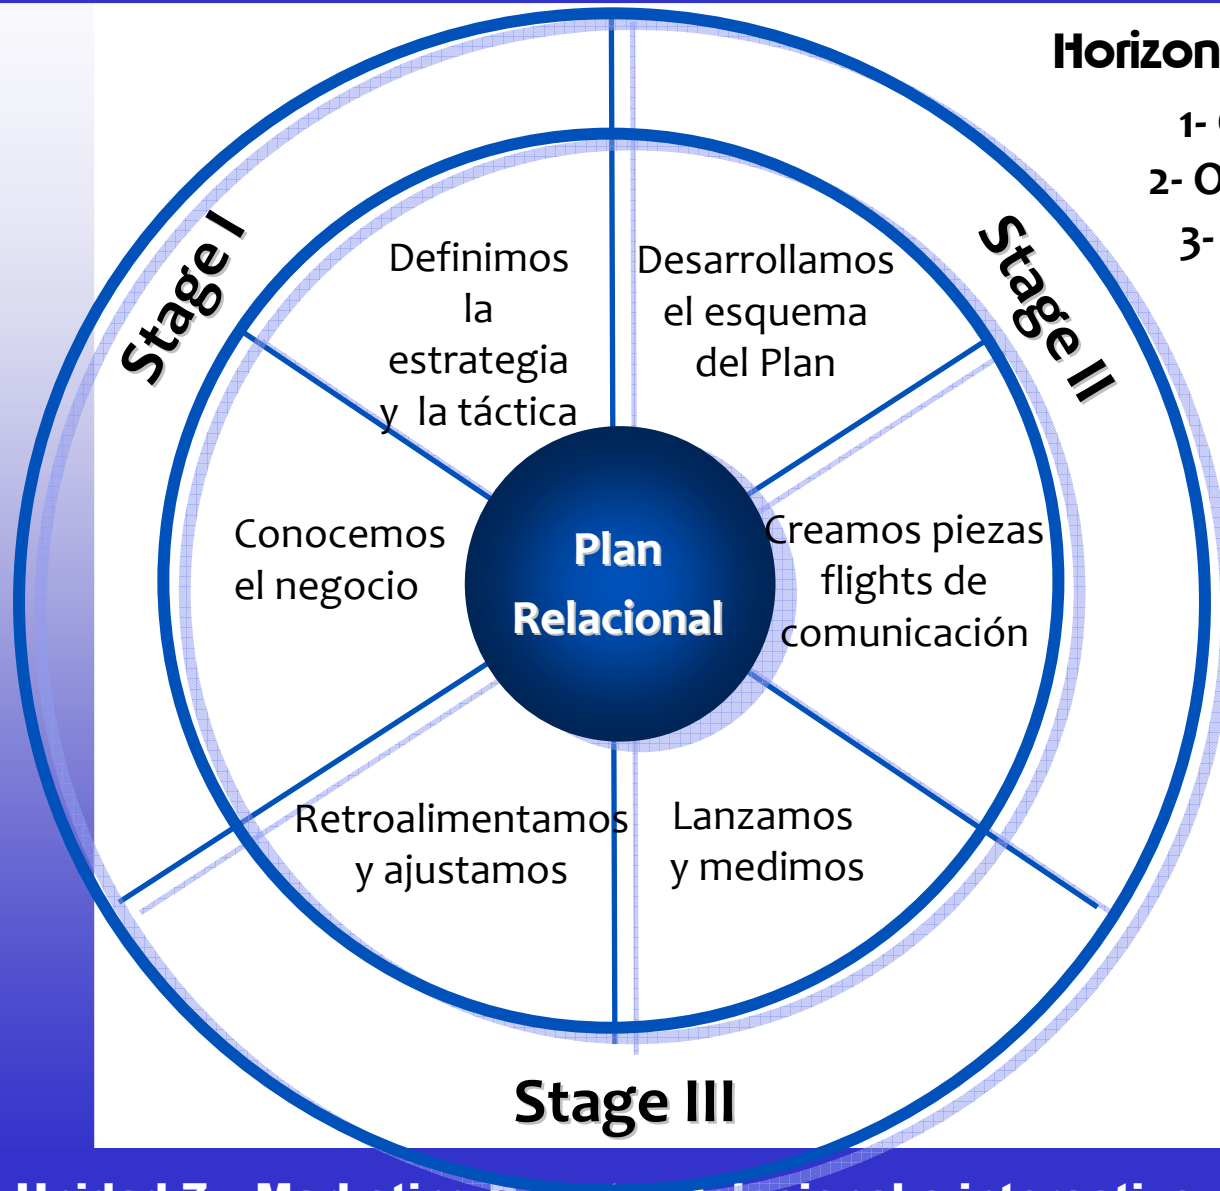 Horizon
1-
2- O
3-
Stage I
Stage II
Definimos
la
estrategia
y la táctica
Desarrollamos
el esquema
del Plan
Conocemos
el negocio
Plan
Relacional
Creamos piezas
flights de
comunicación
Retroalimentamos
y ajustamos
Lanzamos
y medimos
Stage III